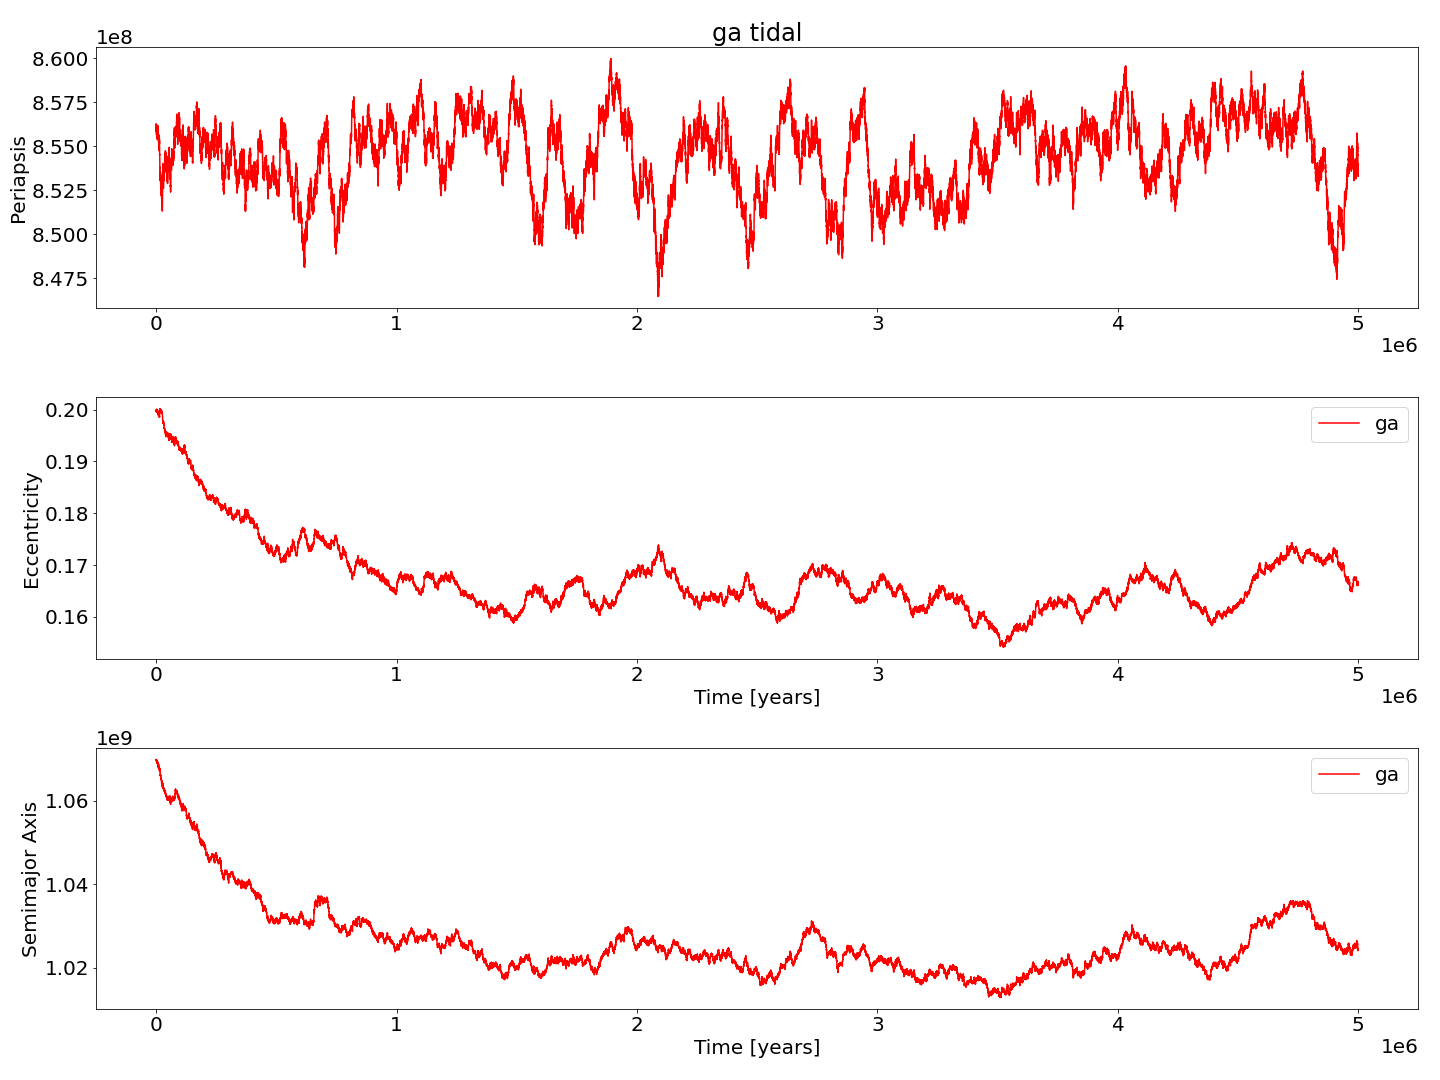 ga tidal
1e8
Periapsis
8.600
8.575
8.550
8.525
8.500
8.475
0 1 2 3 4 5
1e6
Eccentricity
0.20
0.19
0.18
0.17
0.16
ga
0 1 2 3 4 5
Time [years]
1e6
1e9
Semimajor Axis
1.06
1.04
1.02
ga
0 1 2 3 4 5
Time [years]
1e6